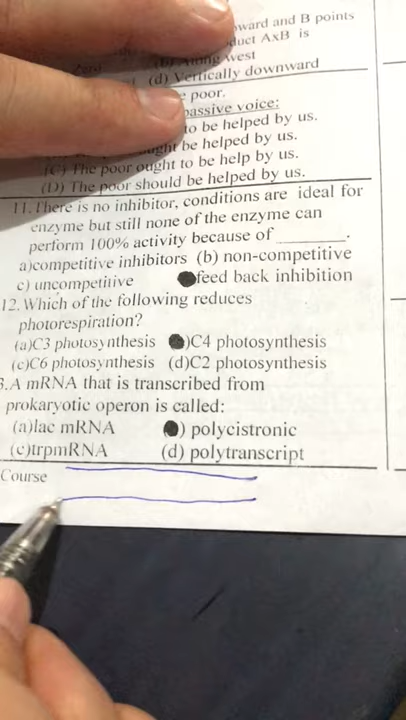 ward and B points
duct AxB is
west
(d) Vertically downward
poor.
passive voice:
to be helped by us.
ght be helped by us.
(C) The poor ought to be help by us.
(D) The poor should be helped by us.
11. There is no inhibitor, conditions are ideal for
enzyme but still none of the enzyme can
perform 100% activity because of ________.
a)competitive inhibitors (b) non-competitive
c) uncompetitive feed back inhibition
12. Which of the following reduces
photorespiration?
(a)C3 photosynthesis )C4 photosynthesis
(c)C6 photosynthesis (d)C2 photosynthesis
3.A mRNA that is transcribed from
prokaryotic operon is called:
(a)lac mRNA ) polycistronic
(c)trpmRNA (d) polytranscript
Course